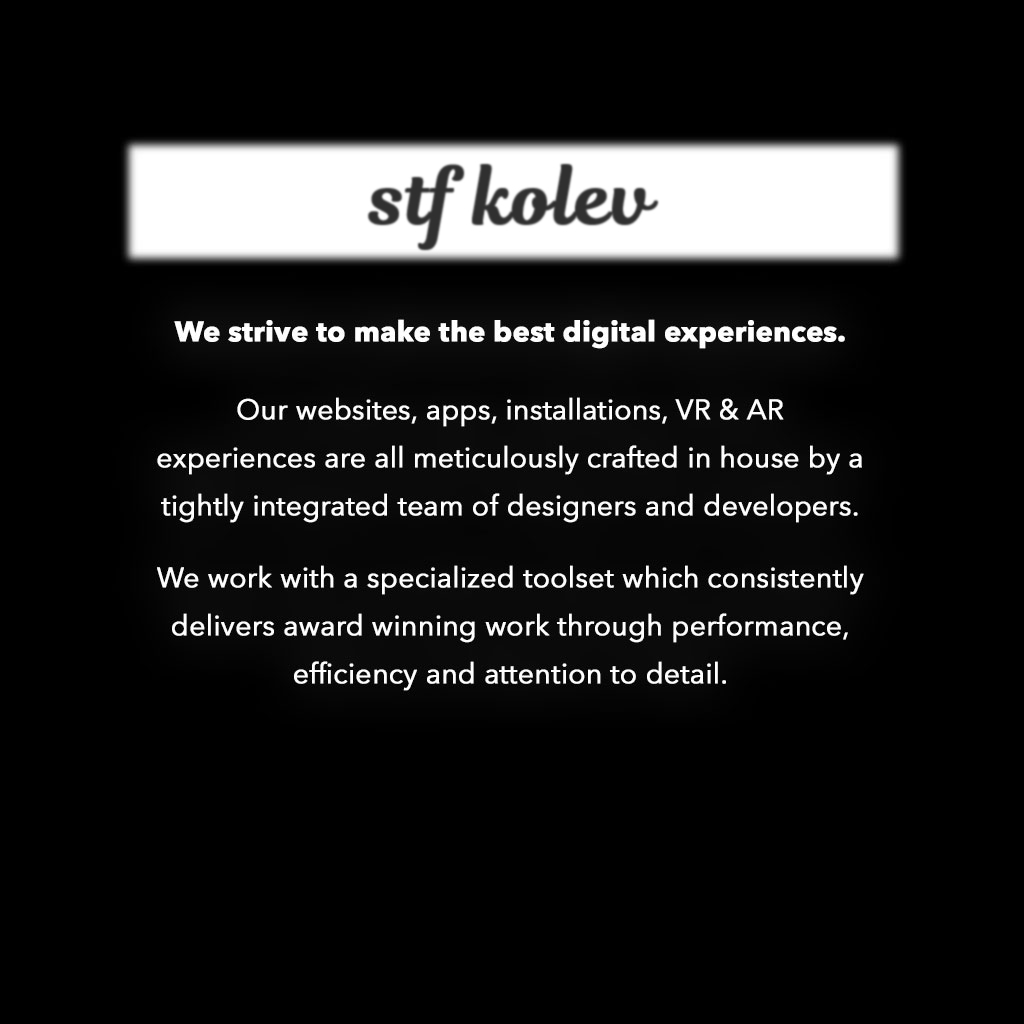 stf kolev
We strive to make the best digital experiences.
Our websites, apps, installations, VR & AR
experiences are all meticulously crafted in house by a
tightly integrated team of designers and developers.
We work with a specialized toolset which consistently
delivers award winning work through performance,
efficiency and attention to detail.